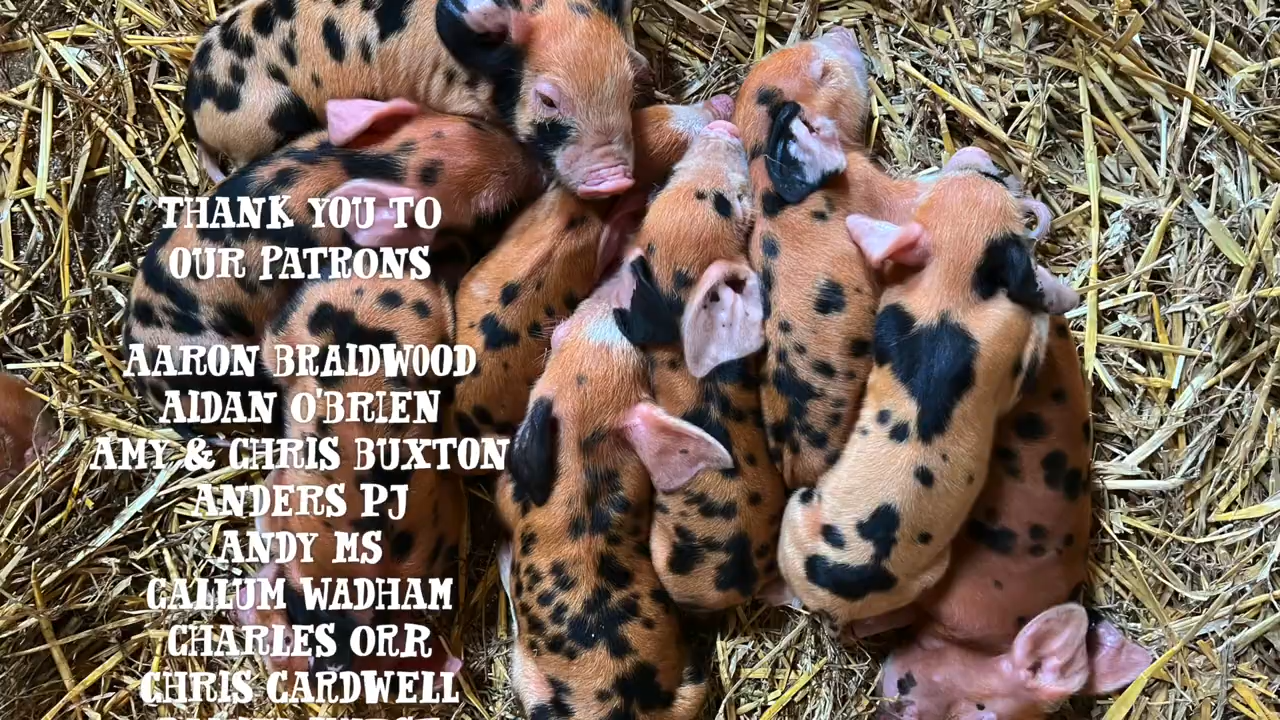 THANK YOU TO
OUR PATRONS
AARON BRAIDWOOD
AIDAN O'BRIEN
AMY & CHRIS BUXTON
ANDERS PJ
ANDY MS
CALLUM WADHAM
CHARLES ORR
CHRIS CARDWELL